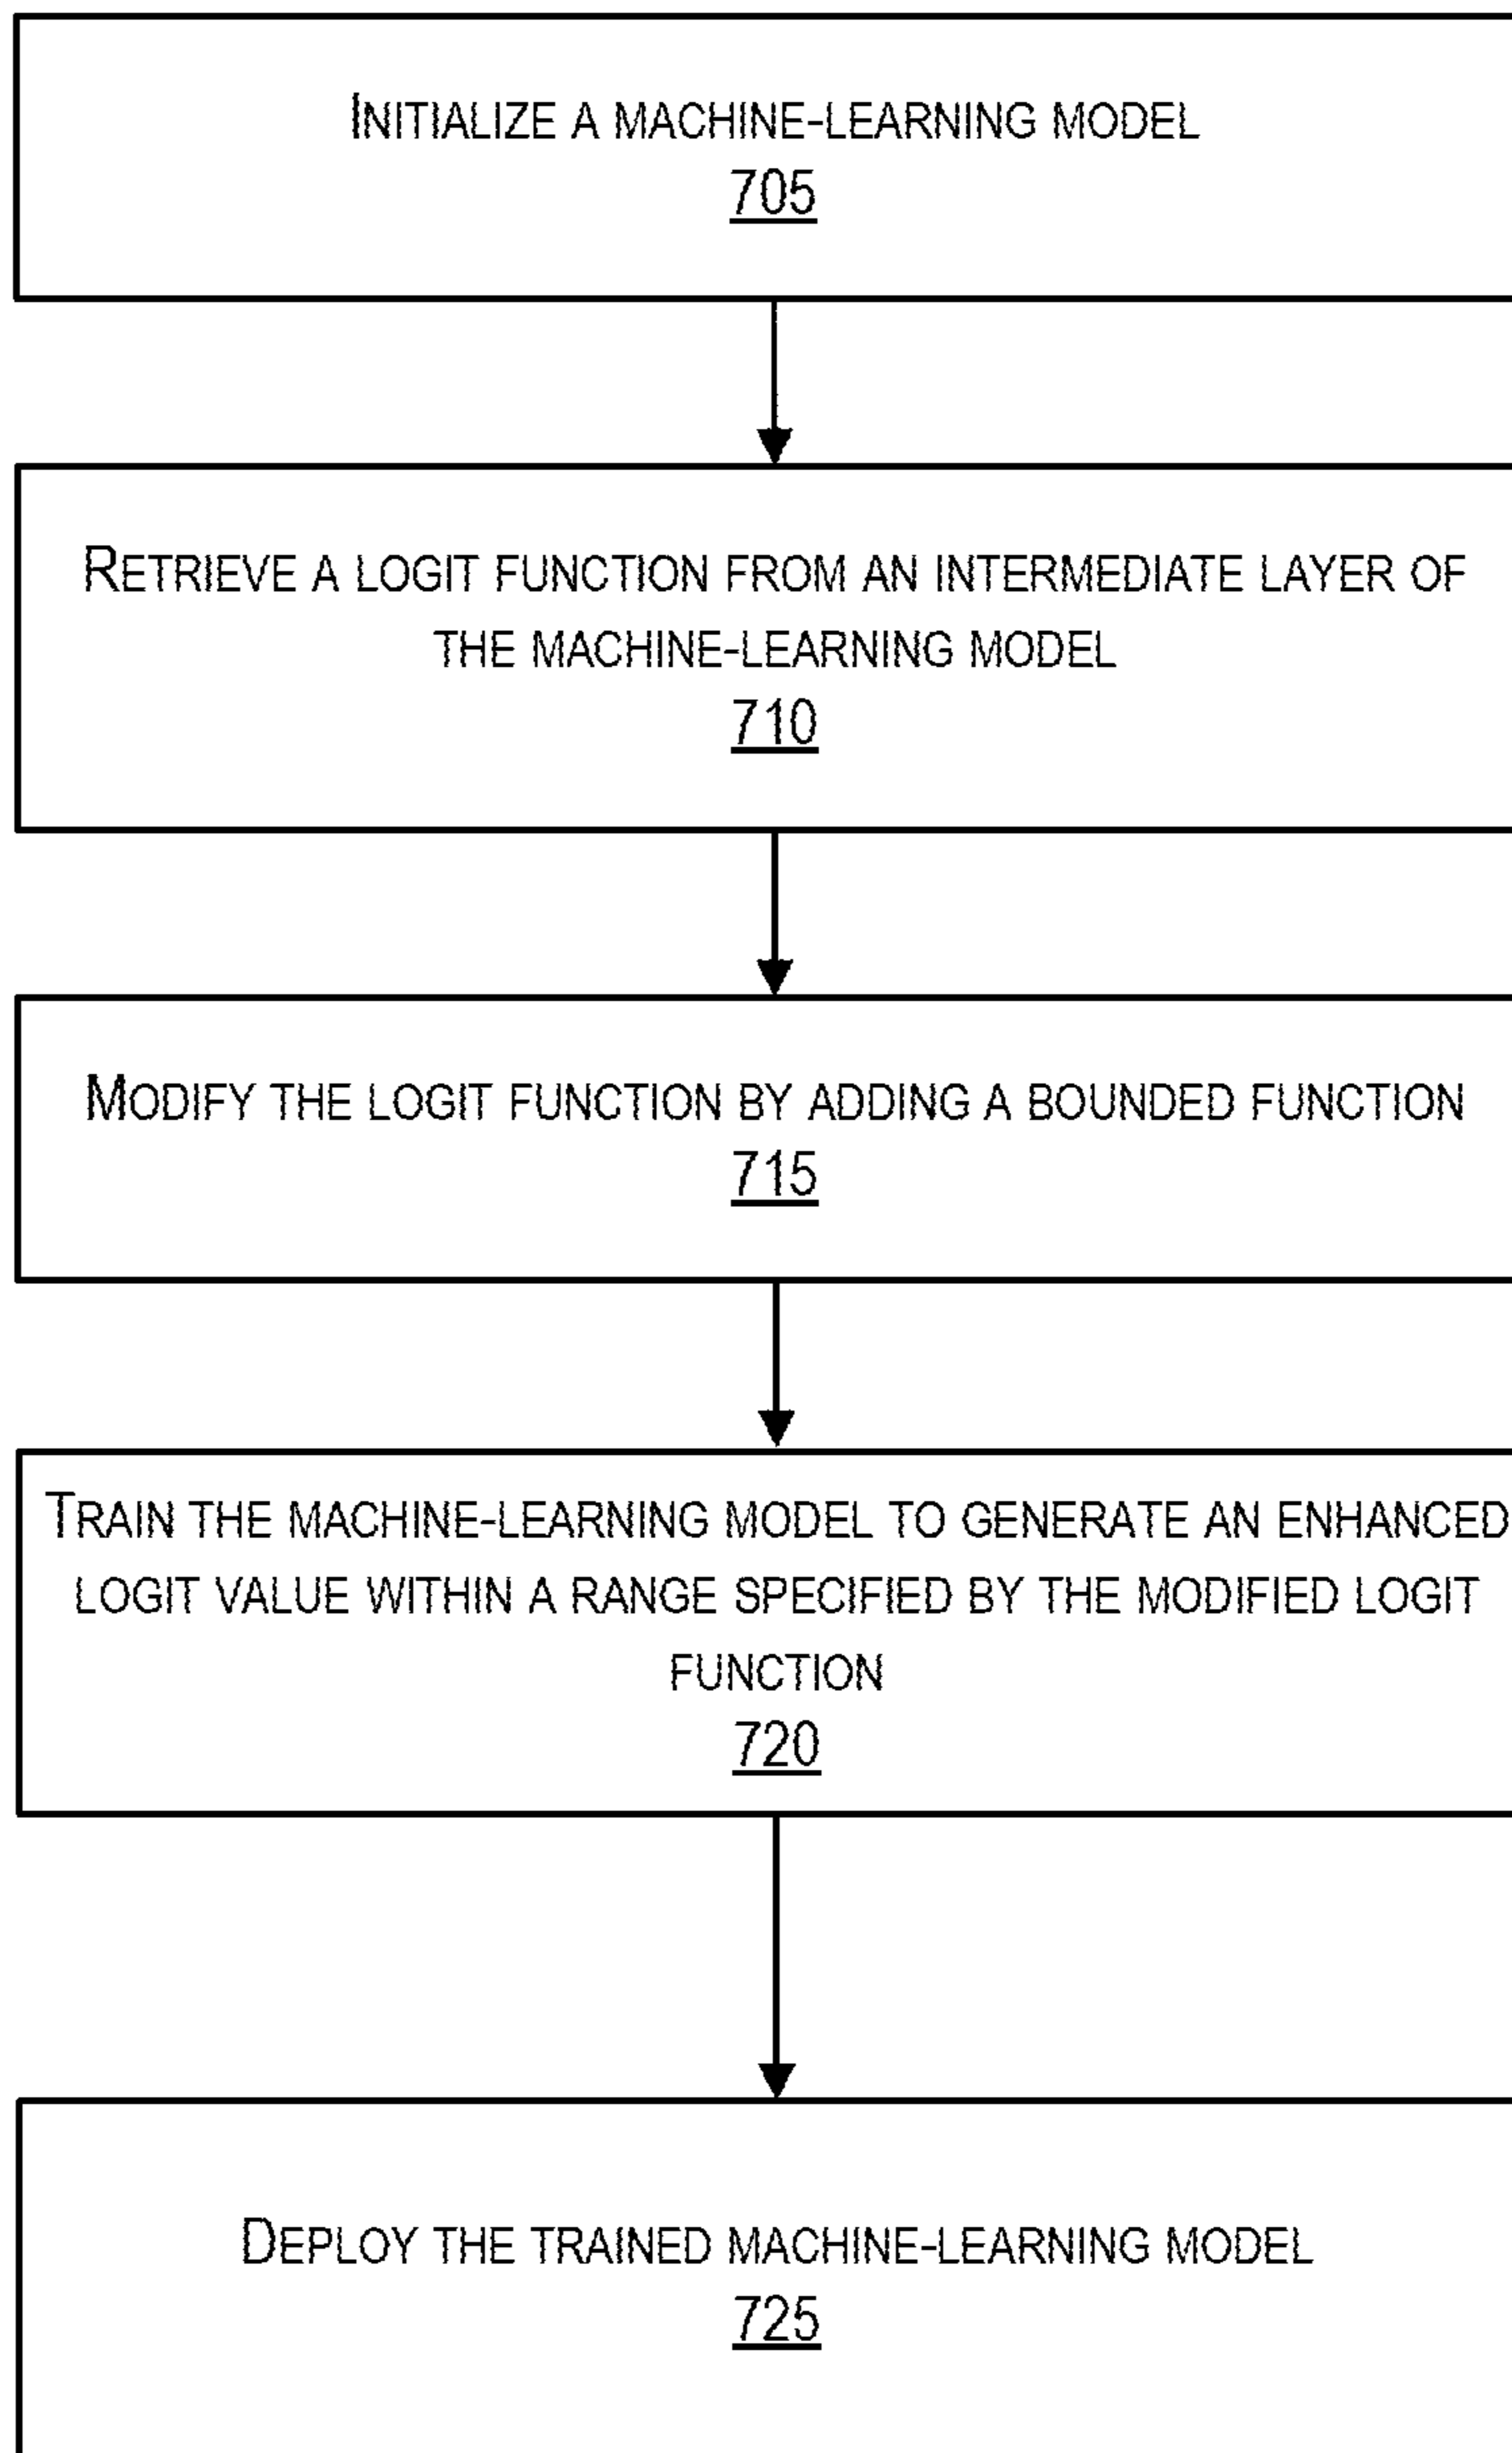 INITIALIZE A MACHINE-LEARNING MODEL
705
RETRIEVE A LOGIT FUNCTION FROM AN INTERMEDIATE LAYER OF
THE MACHINE-LEARNING MODEL
710
MODIFY THE LOGIT FUNCTION BY ADDING A BOUNDED FUNCTION
715
TRAIN THE MACHINE-LEARNING MODEL TO GENERATE AN ENHANCED
LOGIT VALUE WITHIN A RANGE SPECIFIED BY THE MODIFIED LOGIT
FUNCTION
720
DEPLOY THE TRAINED MACHINE-LEARNING MODEL
725